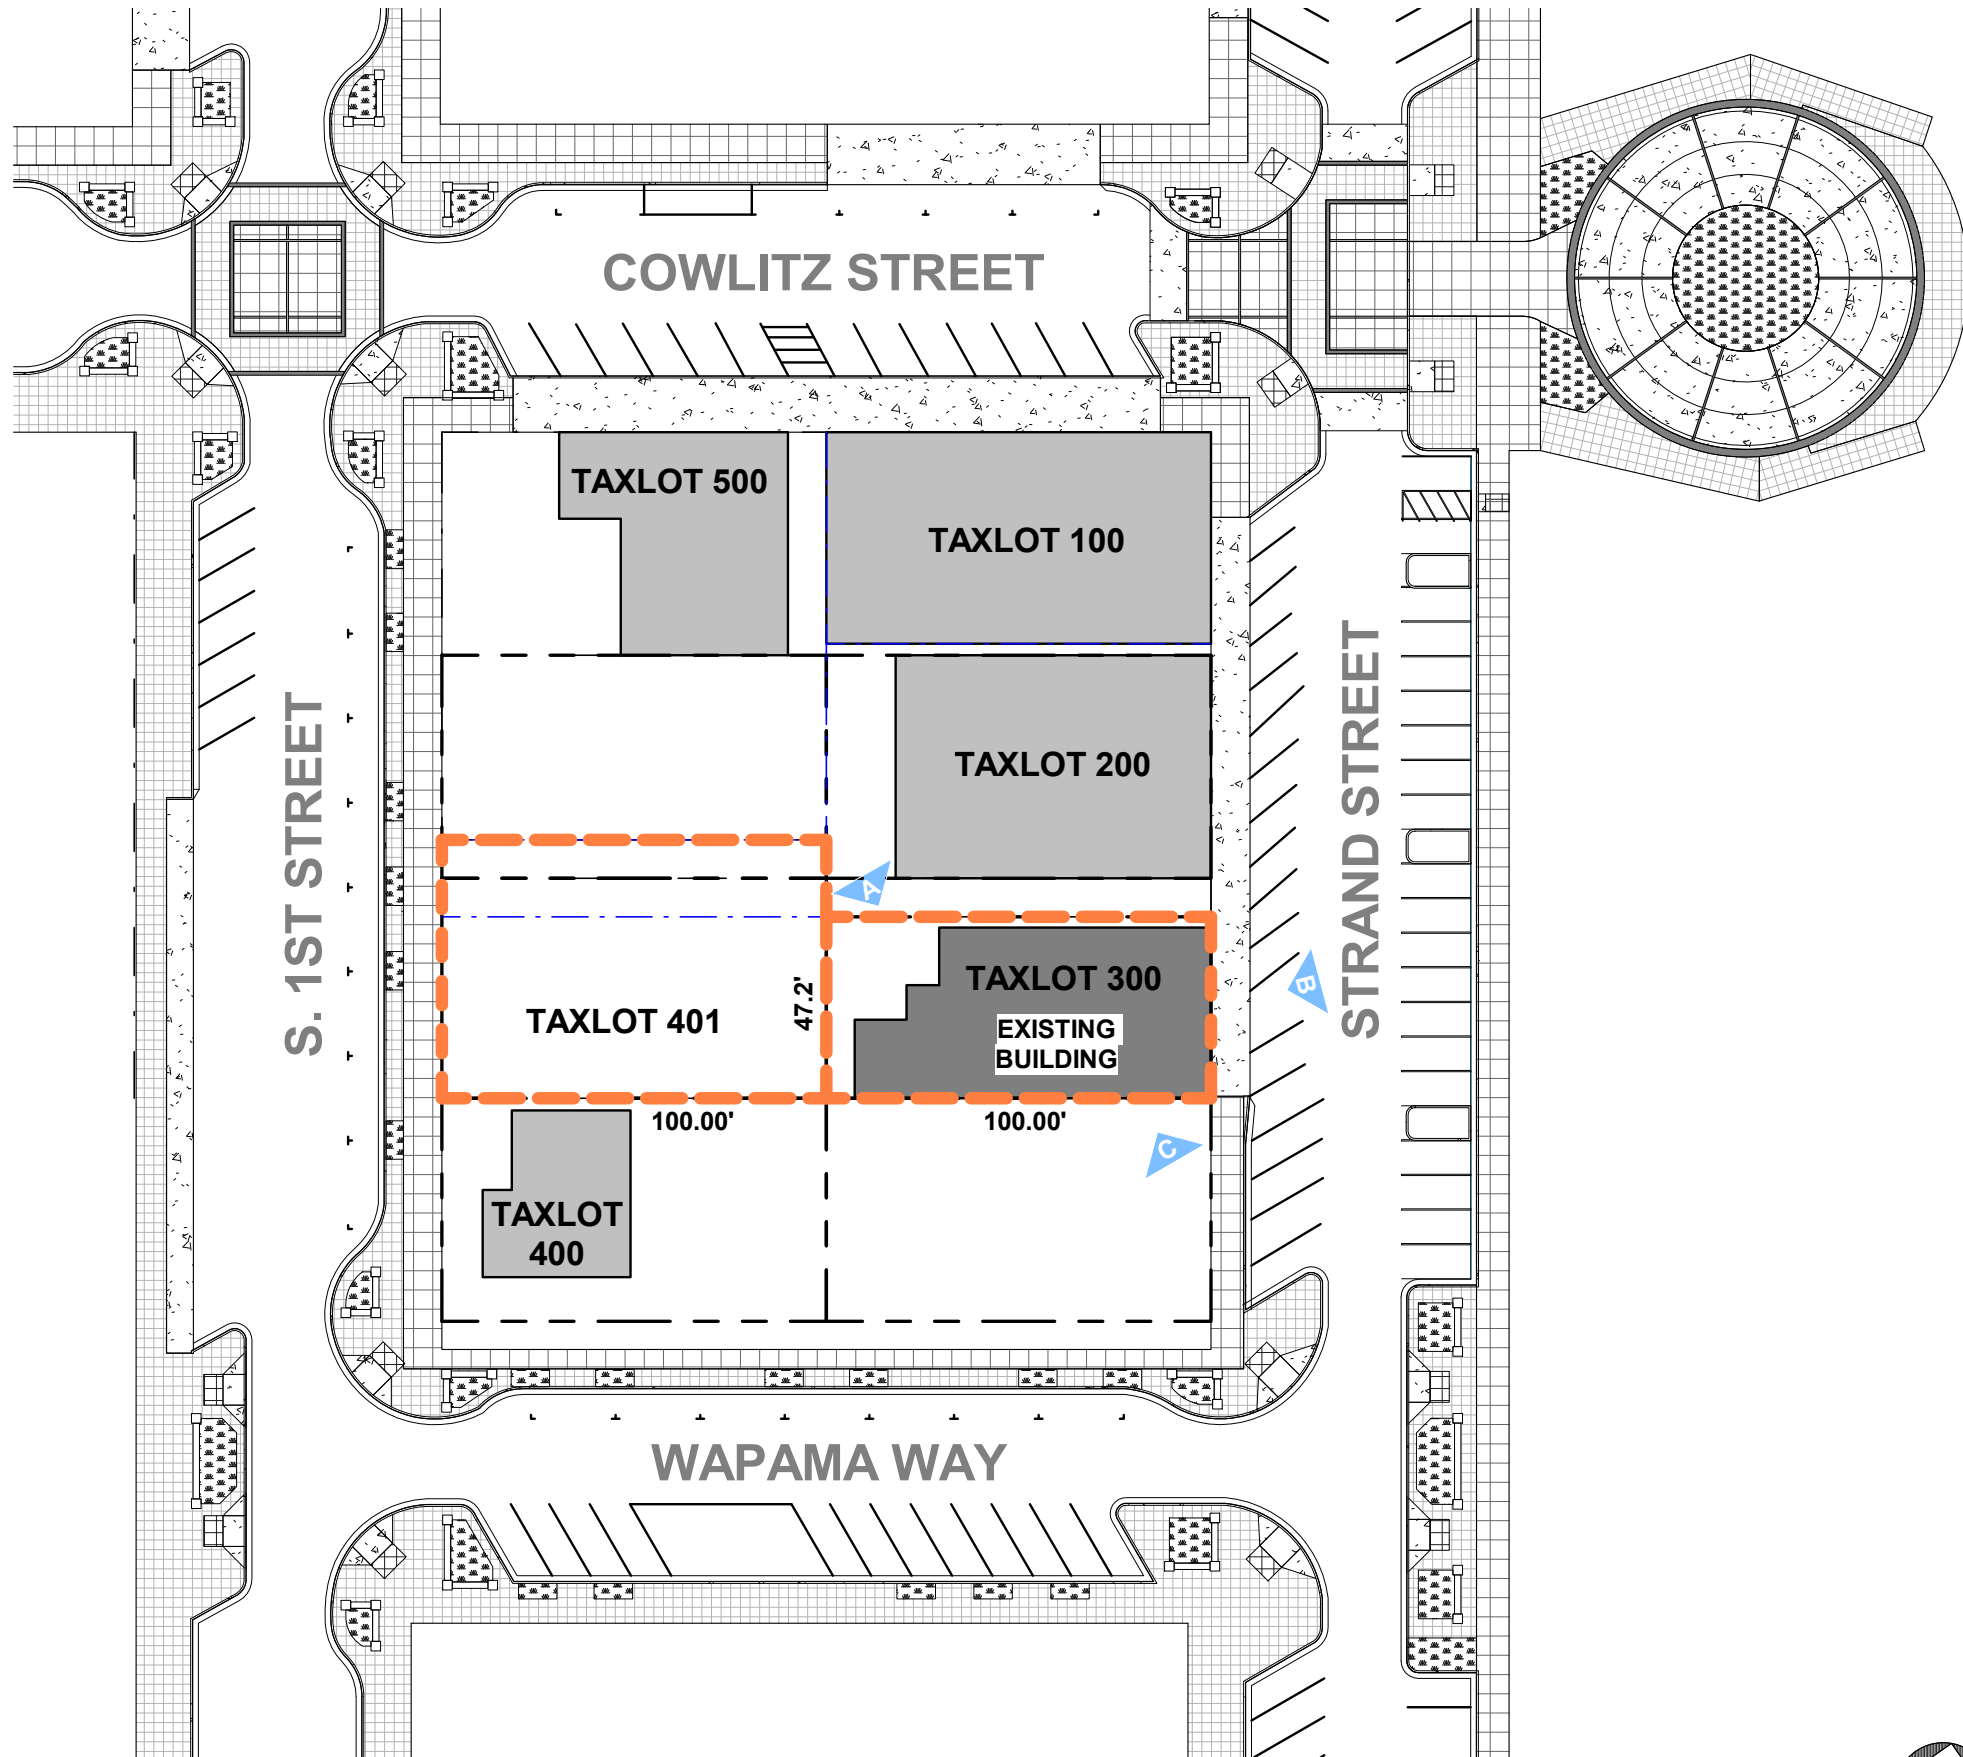 COWLITZ STREET
TAXLOT 500
TAXLOT 100
S. 1ST STREET
TAXLOT 200
STRAND STREET
A
TAXLOT 401
47.2'
TAXLOT 300
EXISTING
BUILDING
B
100.00'
100.00'
C
TAXLOT
400
WAPAMA WAY